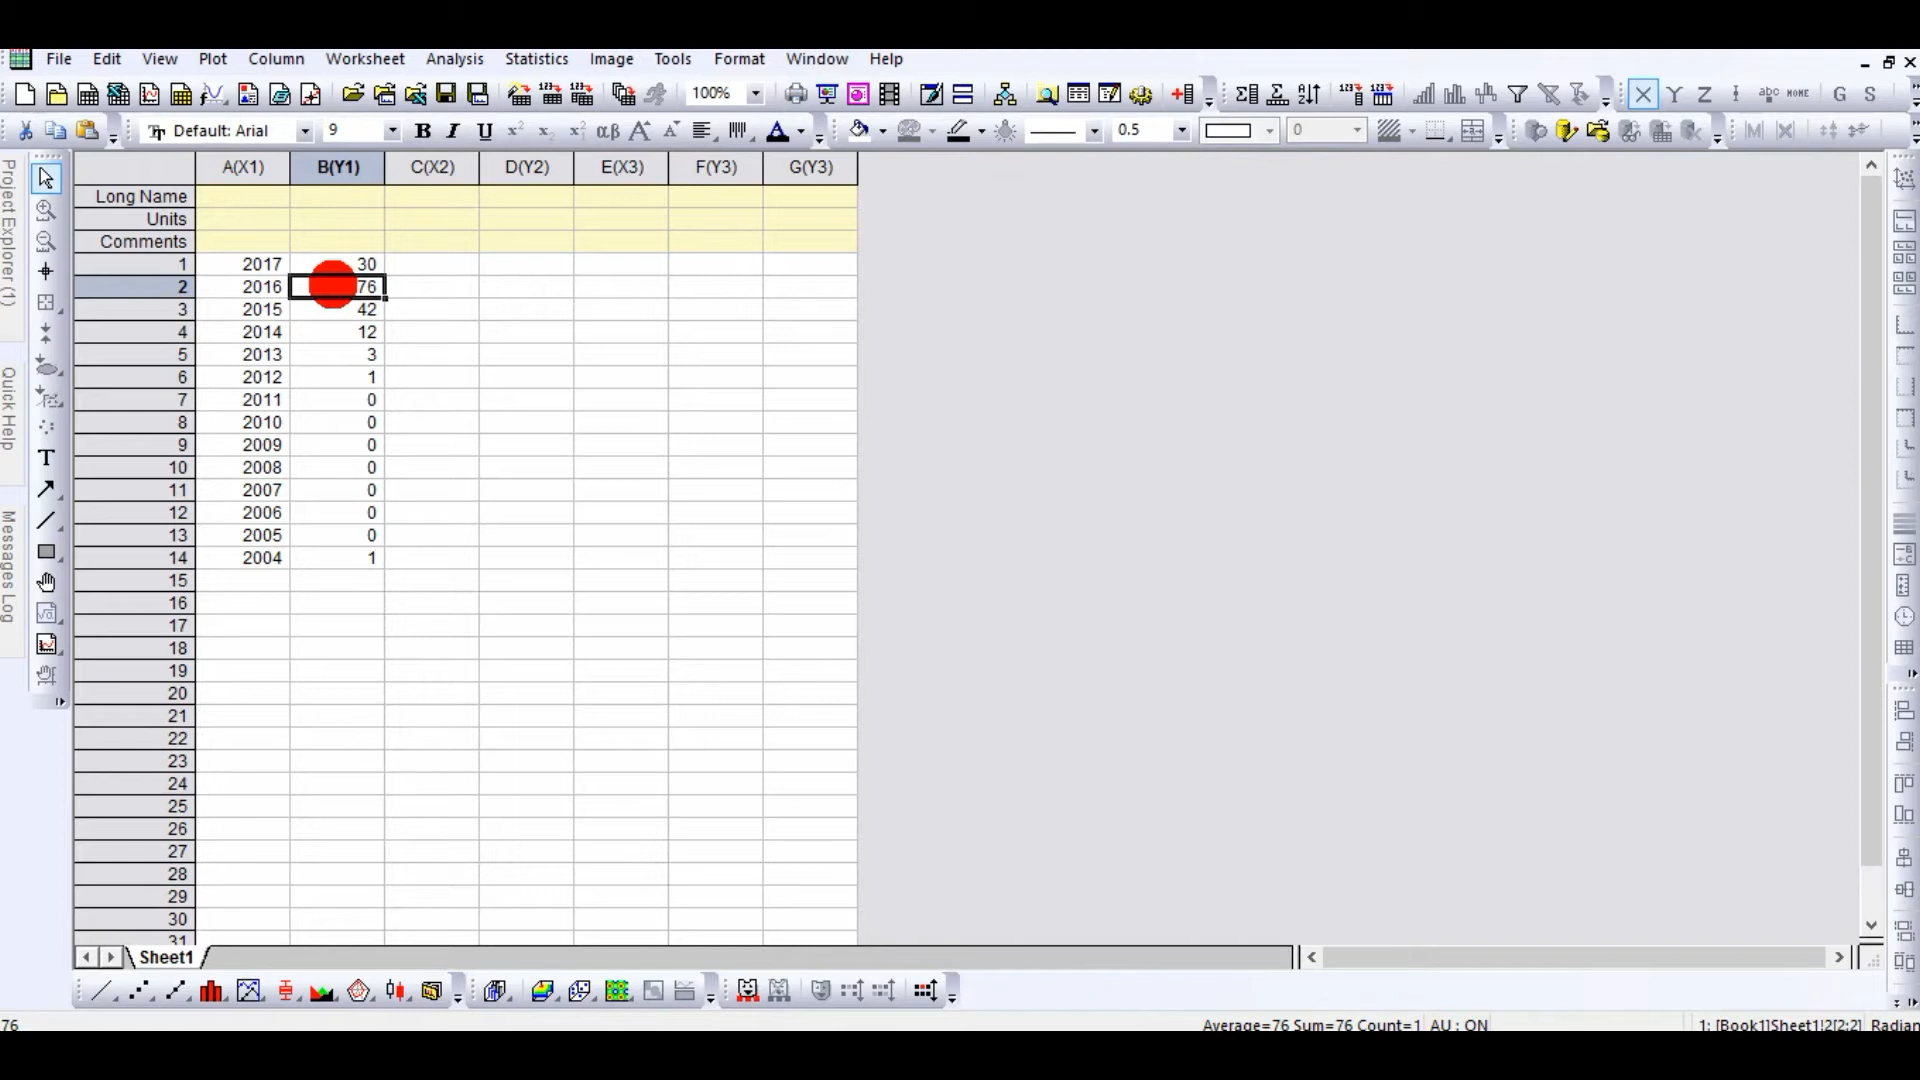 File Edit View Plot Column Worksheet Analysis Statistics Image Tools Format Window Help
100%
X Y Z abc HOME G S
Default: Arial 9 B I U αβ A 0.5 0
A(X1) B(Y1) C(X2) D(Y2) E(X3) F(Y3) G(Y3)
Long Name
Units
Comments
1 2017 30
2 2016 76
3 2015 42
4 2014 12
5 2013 3
6 2012 1
7 2011 0
8 2010 0
9 2009 0
10 2008 0
11 2007 0
12 2006 0
13 2005 0
14 2004 1
15
16
17
18
19
20
21
22
23
24
25
26
27
28
29
30
31
Project Explorer (1)
Quick Help
Messages Log
T
Sheet1
76 Average=76 Sum=76 Count=1 AU : ON 1: [Book1]Sheet1!2[2:2] Radian